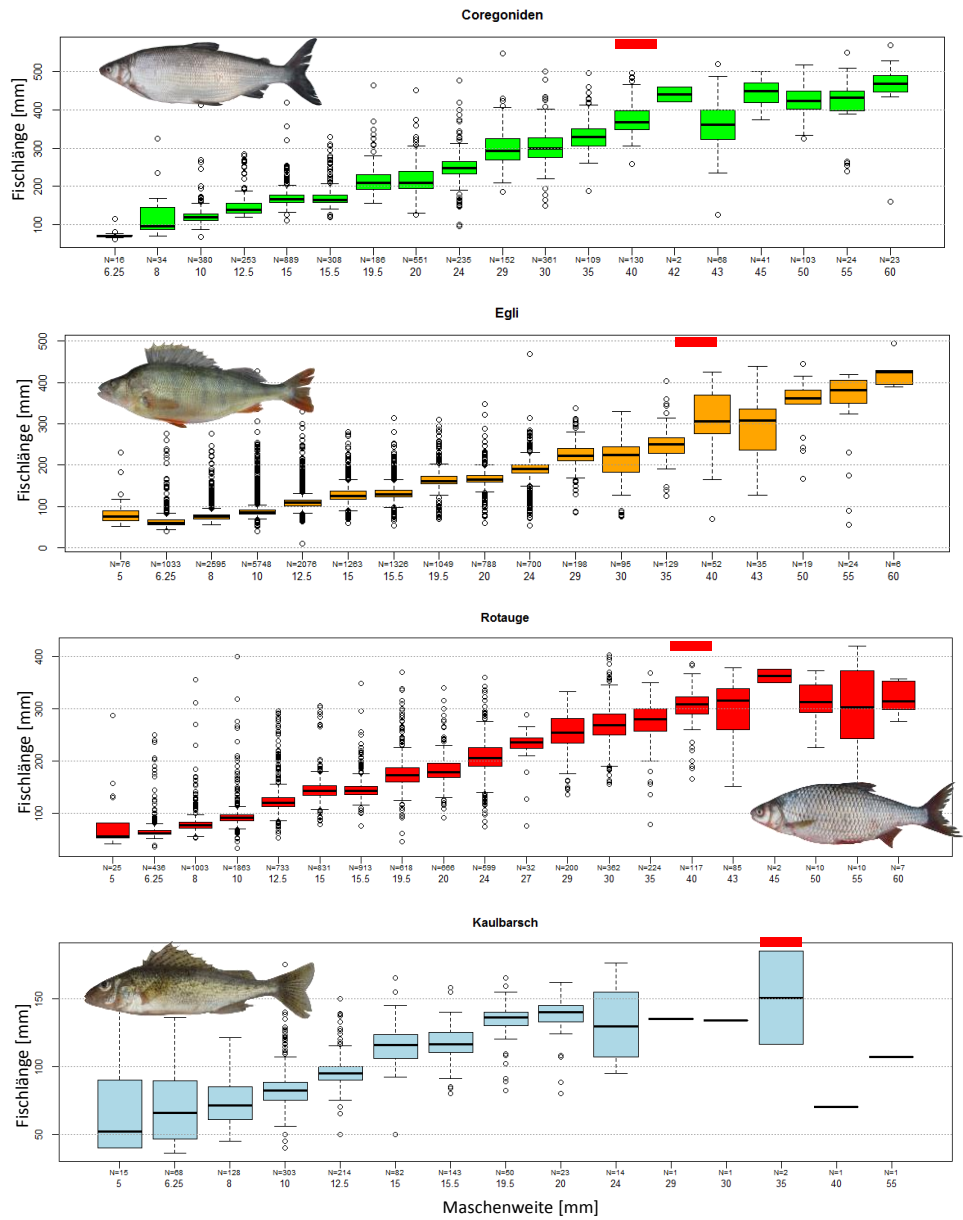 Coregoniden
Fischlänge [mm]
500
400
300
200
100
N=16 N=34 N=380 N=253 N=889 N=308 N=186 N=551 N=235 N=152 N=361 N=109 N=130 N=2 N=68 N=41 N=103 N=24 N=23
6.25 8 10 12.5 15 15.5 19.5 20 24 29 30 35 40 42 43 45 50 55 60
Egli
Fischlänge [mm]
500
400
300
200
100
0
N=76 N=1033 N=2595 N=5748 N=2076 N=1263 N=1326 N=1049 N=788 N=700 N=198 N=95 N=129 N=52 N=35 N=19 N=24 N=6
5 6.25 8 10 12.5 15 15.5 19.5 20 24 29 30 35 40 43 50 55 60
Rotauge
Fischlänge [mm]
400
300
200
100
N=25 N=436 N=1003 N=1863 N=733 N=831 N=913 N=618 N=666 N=599 N=32 N=200 N=362 N=224 N=117 N=85 N=2 N=10 N=10 N=7
5 6.25 8 10 12.5 15 15.5 19.5 20 24 27 29 30 35 40 43 45 50 55 60
Kaulbarsch
Fischlänge [mm]
150
100
50
N=15 N=68 N=128 N=303 N=214 N=82 N=143 N=50 N=23 N=14 N=1 N=1 N=2 N=1 N=1
5 6.25 8 10 12.5 15 15.5 19.5 20 24 29 30 35 40 55
Maschenweite [mm]